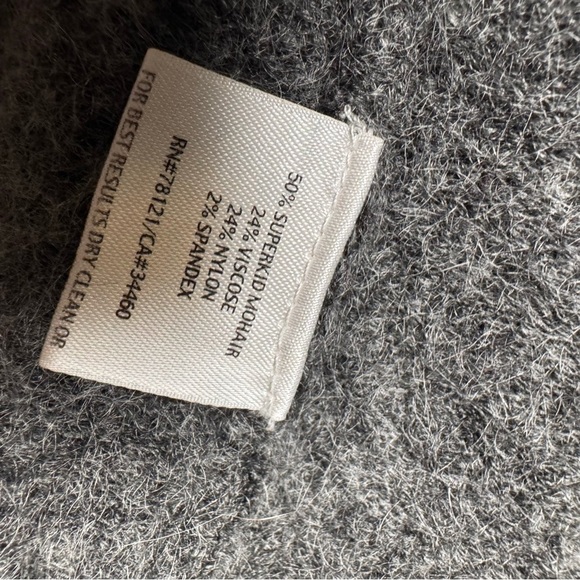 50% SUPERKID MOHAIR
24% VISCOSE
24% NYLON
2% SPANDEX
RN#78121/CA#34460
FOR BEST RESULTS DRY CLEAN OR